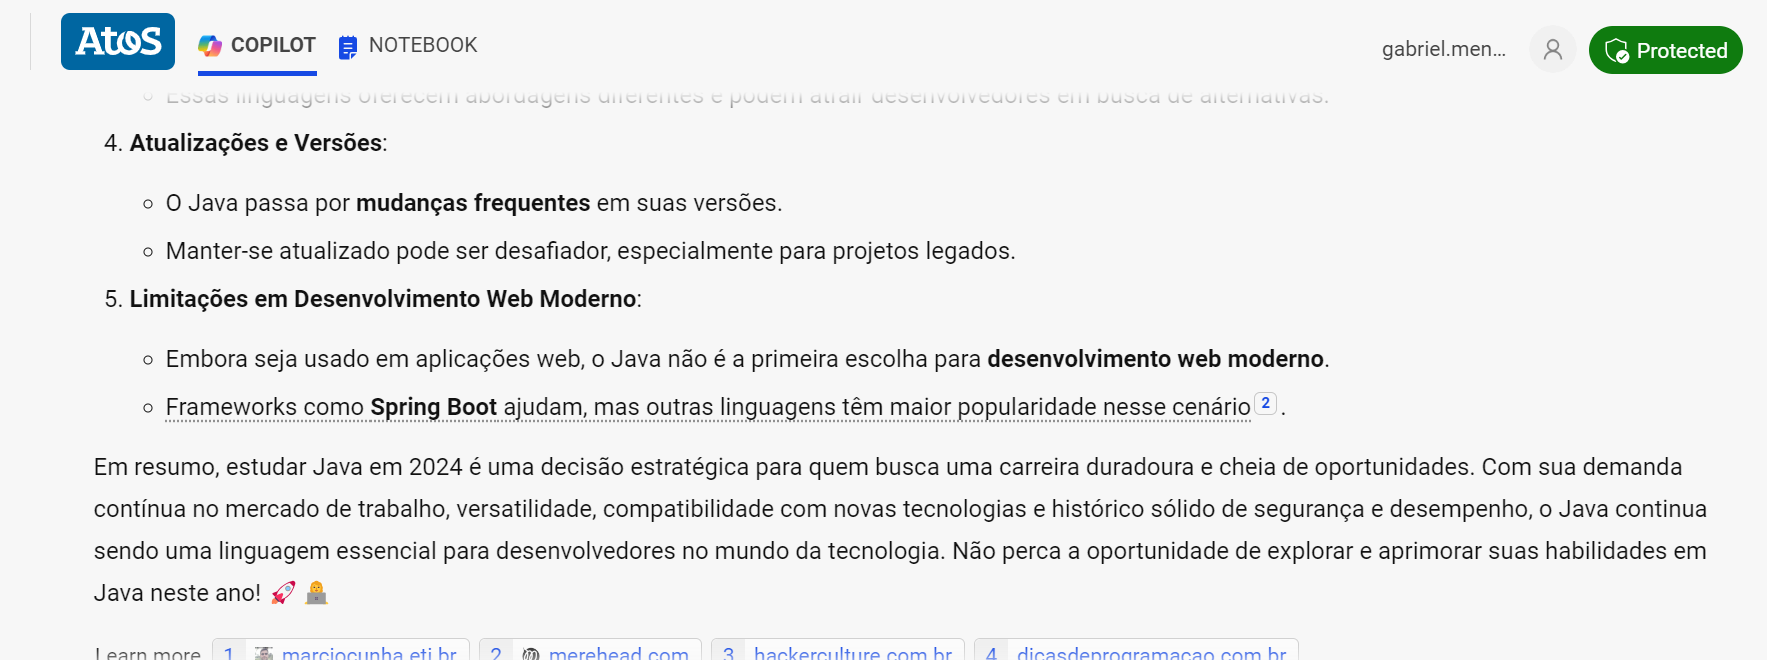 Atos
COPILOT
NOTEBOOK
gabriel.men...
Protected
Essas linguagens oferecem abordagens diferentes e podem atrair desenvolvedores em busca de alternativas.
4. Atualizações e Versões:
O Java passa por mudanças frequentes em suas versões.
Manter-se atualizado pode ser desafiador, especialmente para projetos legados.
5. Limitações em Desenvolvimento Web Moderno:
Embora seja usado em aplicações web, o Java não é a primeira escolha para desenvolvimento web moderno.
Frameworks como Spring Boot ajudam, mas outras linguagens têm maior popularidade nesse cenário 2 .
Em resumo, estudar Java em 2024 é uma decisão estratégica para quem busca uma carreira duradoura e cheia de oportunidades. Com sua demanda
contínua no mercado de trabalho, versatilidade, compatibilidade com novas tecnologias e histórico sólido de segurança e desempenho, o Java continua
sendo uma linguagem essencial para desenvolvedores no mundo da tecnologia. Não perca a oportunidade de explorar e aprimorar suas habilidades em
Java neste ano! 🚀 🧑‍💻
Learn more 1 marciocunha.eti.br 2 merehead.com 3 hackerculture.com.br 4 dicasdeprogramacao.com.br